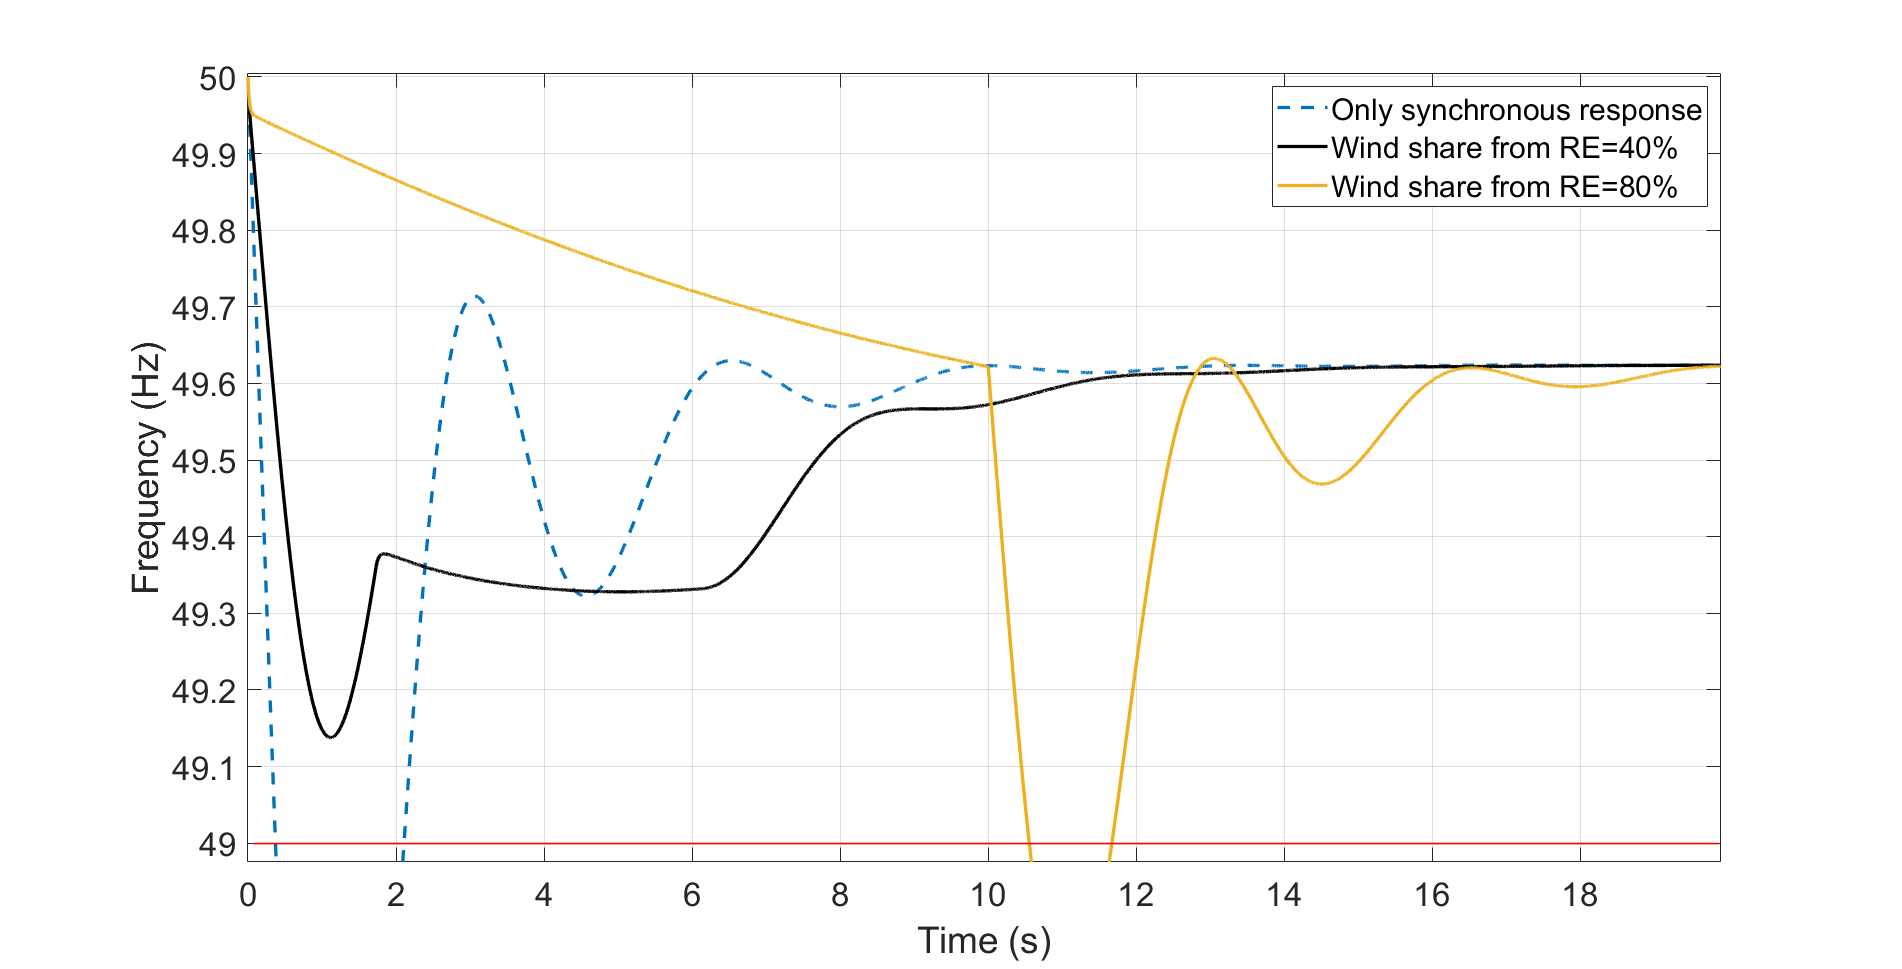 50
49.9
49.8
49.7
49.6
49.5
49.4
49.3
49.2
49.1
49
Frequency (Hz)
Only synchronous response
Wind share from RE=40%
Wind share from RE=80%
0 2 4 6 8 10 12 14 16 18
Time (s)